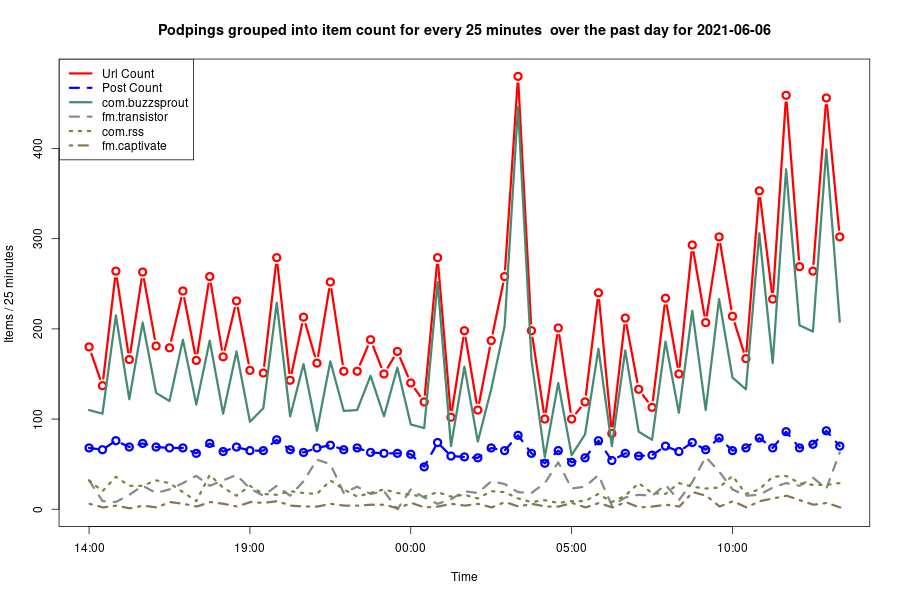 Podpings grouped into item count for every 25 minutes  over the past day for 2021-06-06
Url Count
Post Count
com.buzzsprout
fm.transistor
com.rss
fm.captivate
Items / 25 minutes
400
300
200
100
0
14:00
19:00
00:00
05:00
10:00
Time